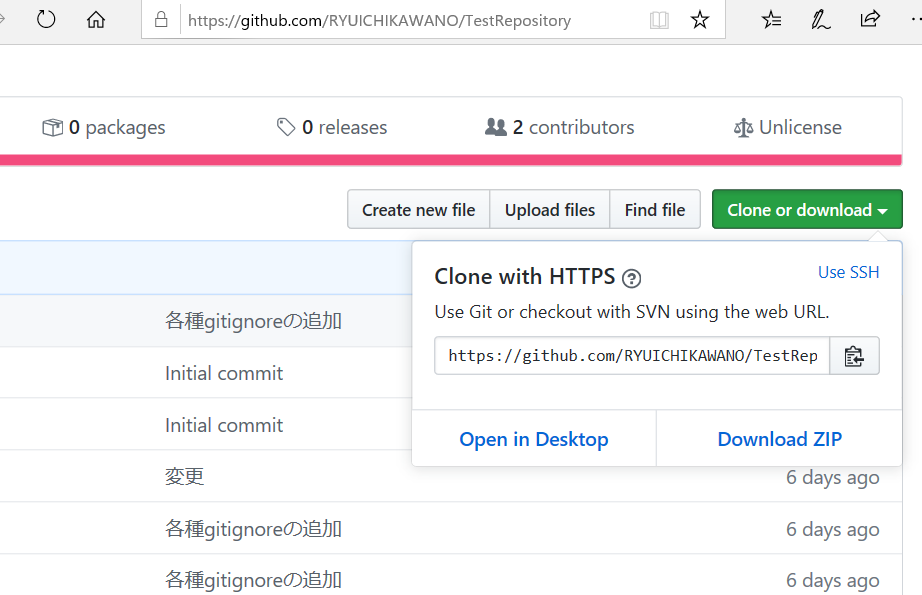 https://github.com/RYUICHIKAWANO/TestRepository
0 packages
0 releases
2 contributors
Unlicense
Create new file
Upload files
Find file
Clone or download
Clone with HTTPS
Use SSH
Use Git or checkout with SVN using the web URL.
https://github.com/RYUICHIKAWANO/TestRep
Open in Desktop
Download ZIP
各種gitignoreの追加
Initial commit
Initial commit
変更
6 days ago
各種gitignoreの追加
6 days ago
各種gitignoreの追加
6 days ago